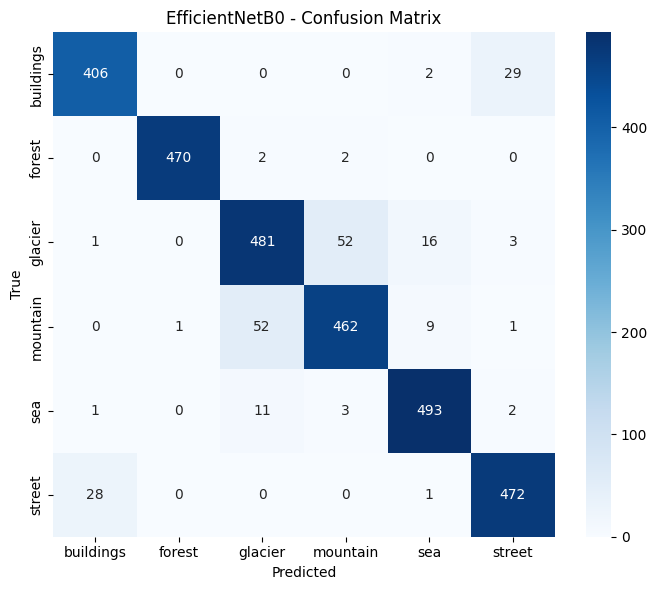 EfficientNetB0 - Confusion Matrix
True
buildings 406 0 0 0 2 29
forest 0 470 2 2 0 0
glacier 1 0 481 52 16 3
mountain 0 1 52 462 9 1
sea 1 0 11 3 493 2
street 28 0 0 0 1 472
buildings forest glacier mountain sea street
Predicted
400
300
200
100
0